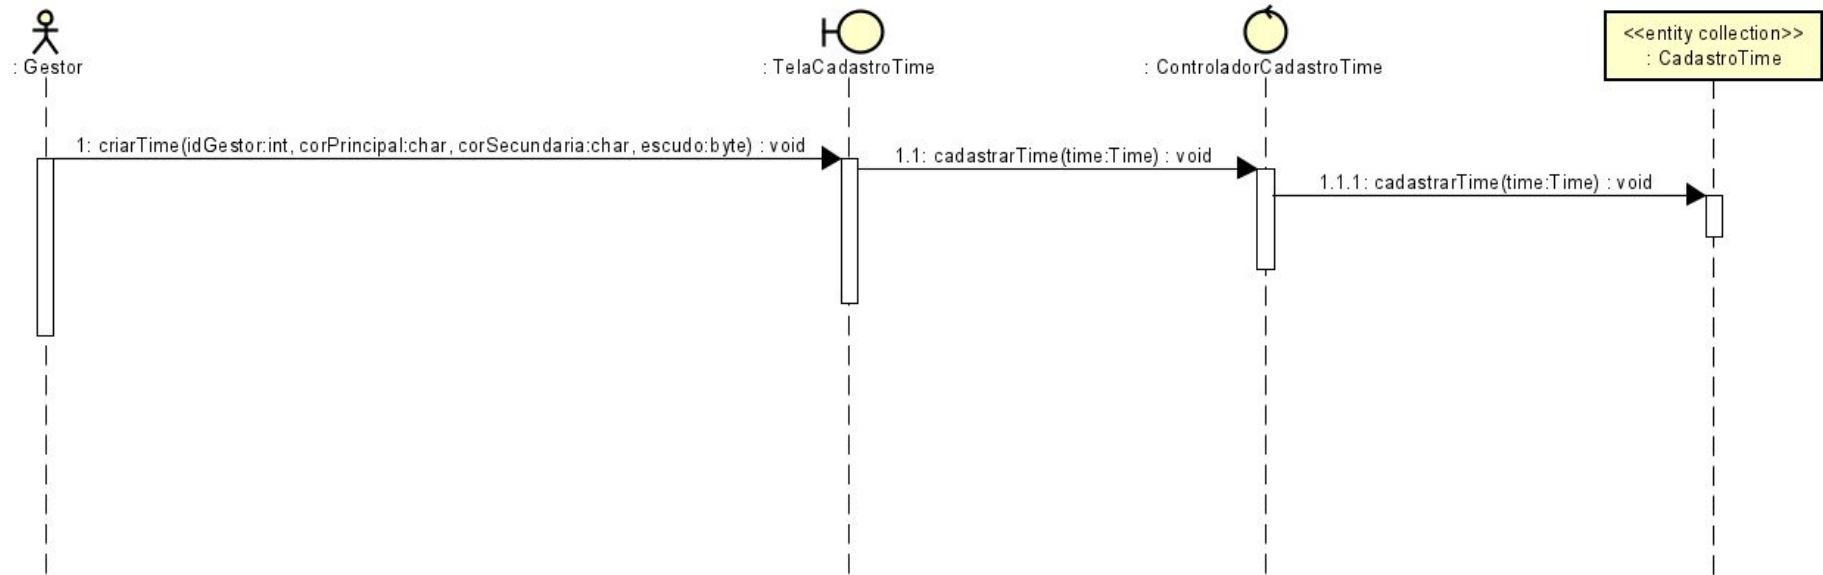 : Gestor
: TelaCadastroTime
: ControladorCadastroTime
<<entity collection>>
: CadastroTime
1: criarTime(idGestor:int, corPrincipal:char, corSecundaria:char, escudo:byte) : void
1.1: cadastrarTime(time:Time) : void
1.1.1: cadastrarTime(time:Time) : void